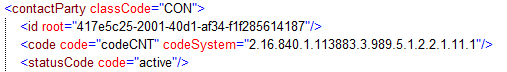 <contactParty classCode="CON">
<id root="417e5c25-2001-40d1-af34-f1f285614187"/>
<code code="codeCNT" codeSystem="2.16.840.1.113883.3.989.5.1.2.2.1.11.1"/>
<statusCode code="active"/>